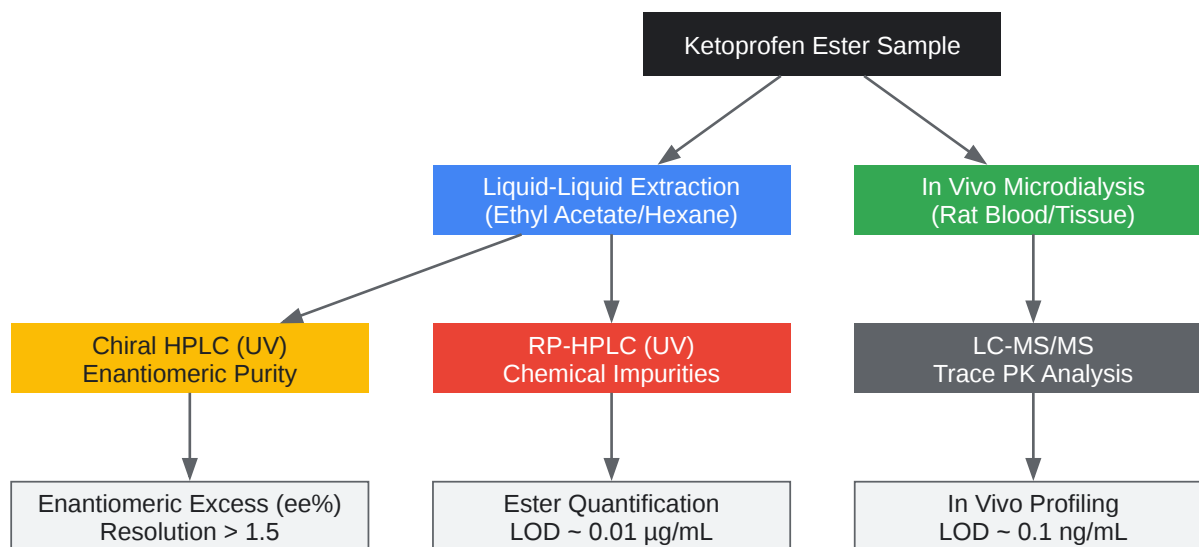 Ketoprofen Ester Sample
Liquid-Liquid Extraction
(Ethyl Acetate/Hexane)
In Vivo Microdialysis
(Rat Blood/Tissue)
Chiral HPLC (UV)
Enantiomeric Purity
RP-HPLC (UV)
Chemical Impurities
LC-MS/MS
Trace PK Analysis
Enantiomeric Excess (ee%)
Resolution > 1.5
Ester Quantification
LOD ~ 0.01 µg/mL
In Vivo Profiling
LOD ~ 0.1 ng/mL